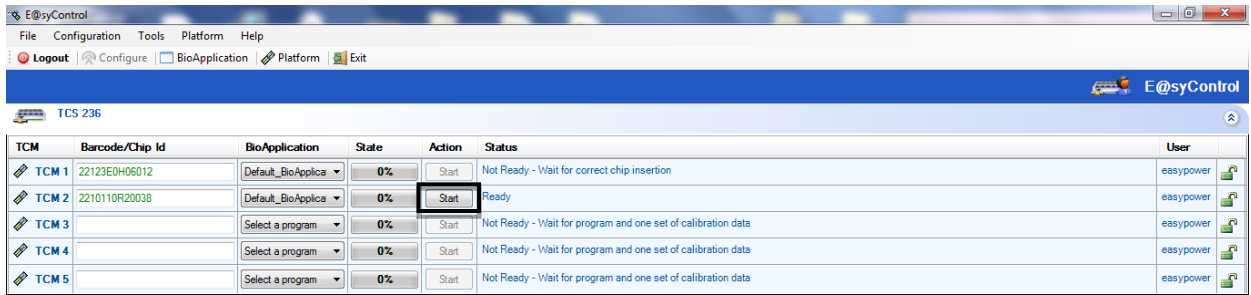 E@syControl
File Configuration Tools Platform Help
Logout Configure BioApplication Platform Exit
E@syControl
TCS 236
TCM Barcode/Chip Id BioApplication State Action Status User
TCM 1 22123E0H06012 Default_BioApplica 0% Start Not Ready - Wait for correct chip insertion easypower
TCM 2 2210110R20038 Default_BioApplica 0% Start Ready easypower
TCM 3 Select a program 0% Start Not Ready - Wait for program and one set of calibration data easypower
TCM 4 Select a program 0% Start Not Ready - Wait for program and one set of calibration data easypower
TCM 5 Select a program 0% Start Not Ready - Wait for program and one set of calibration data easypower